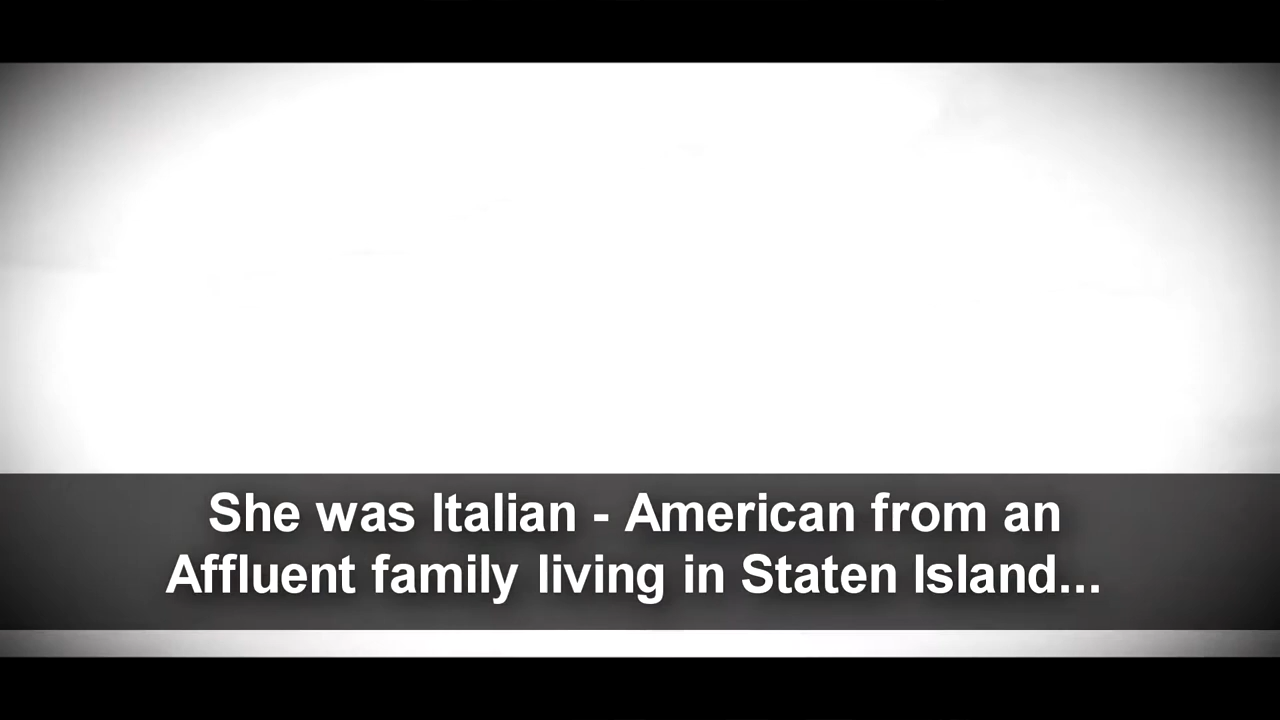 She was Italian - American from an
Affluent family living in Staten Island...